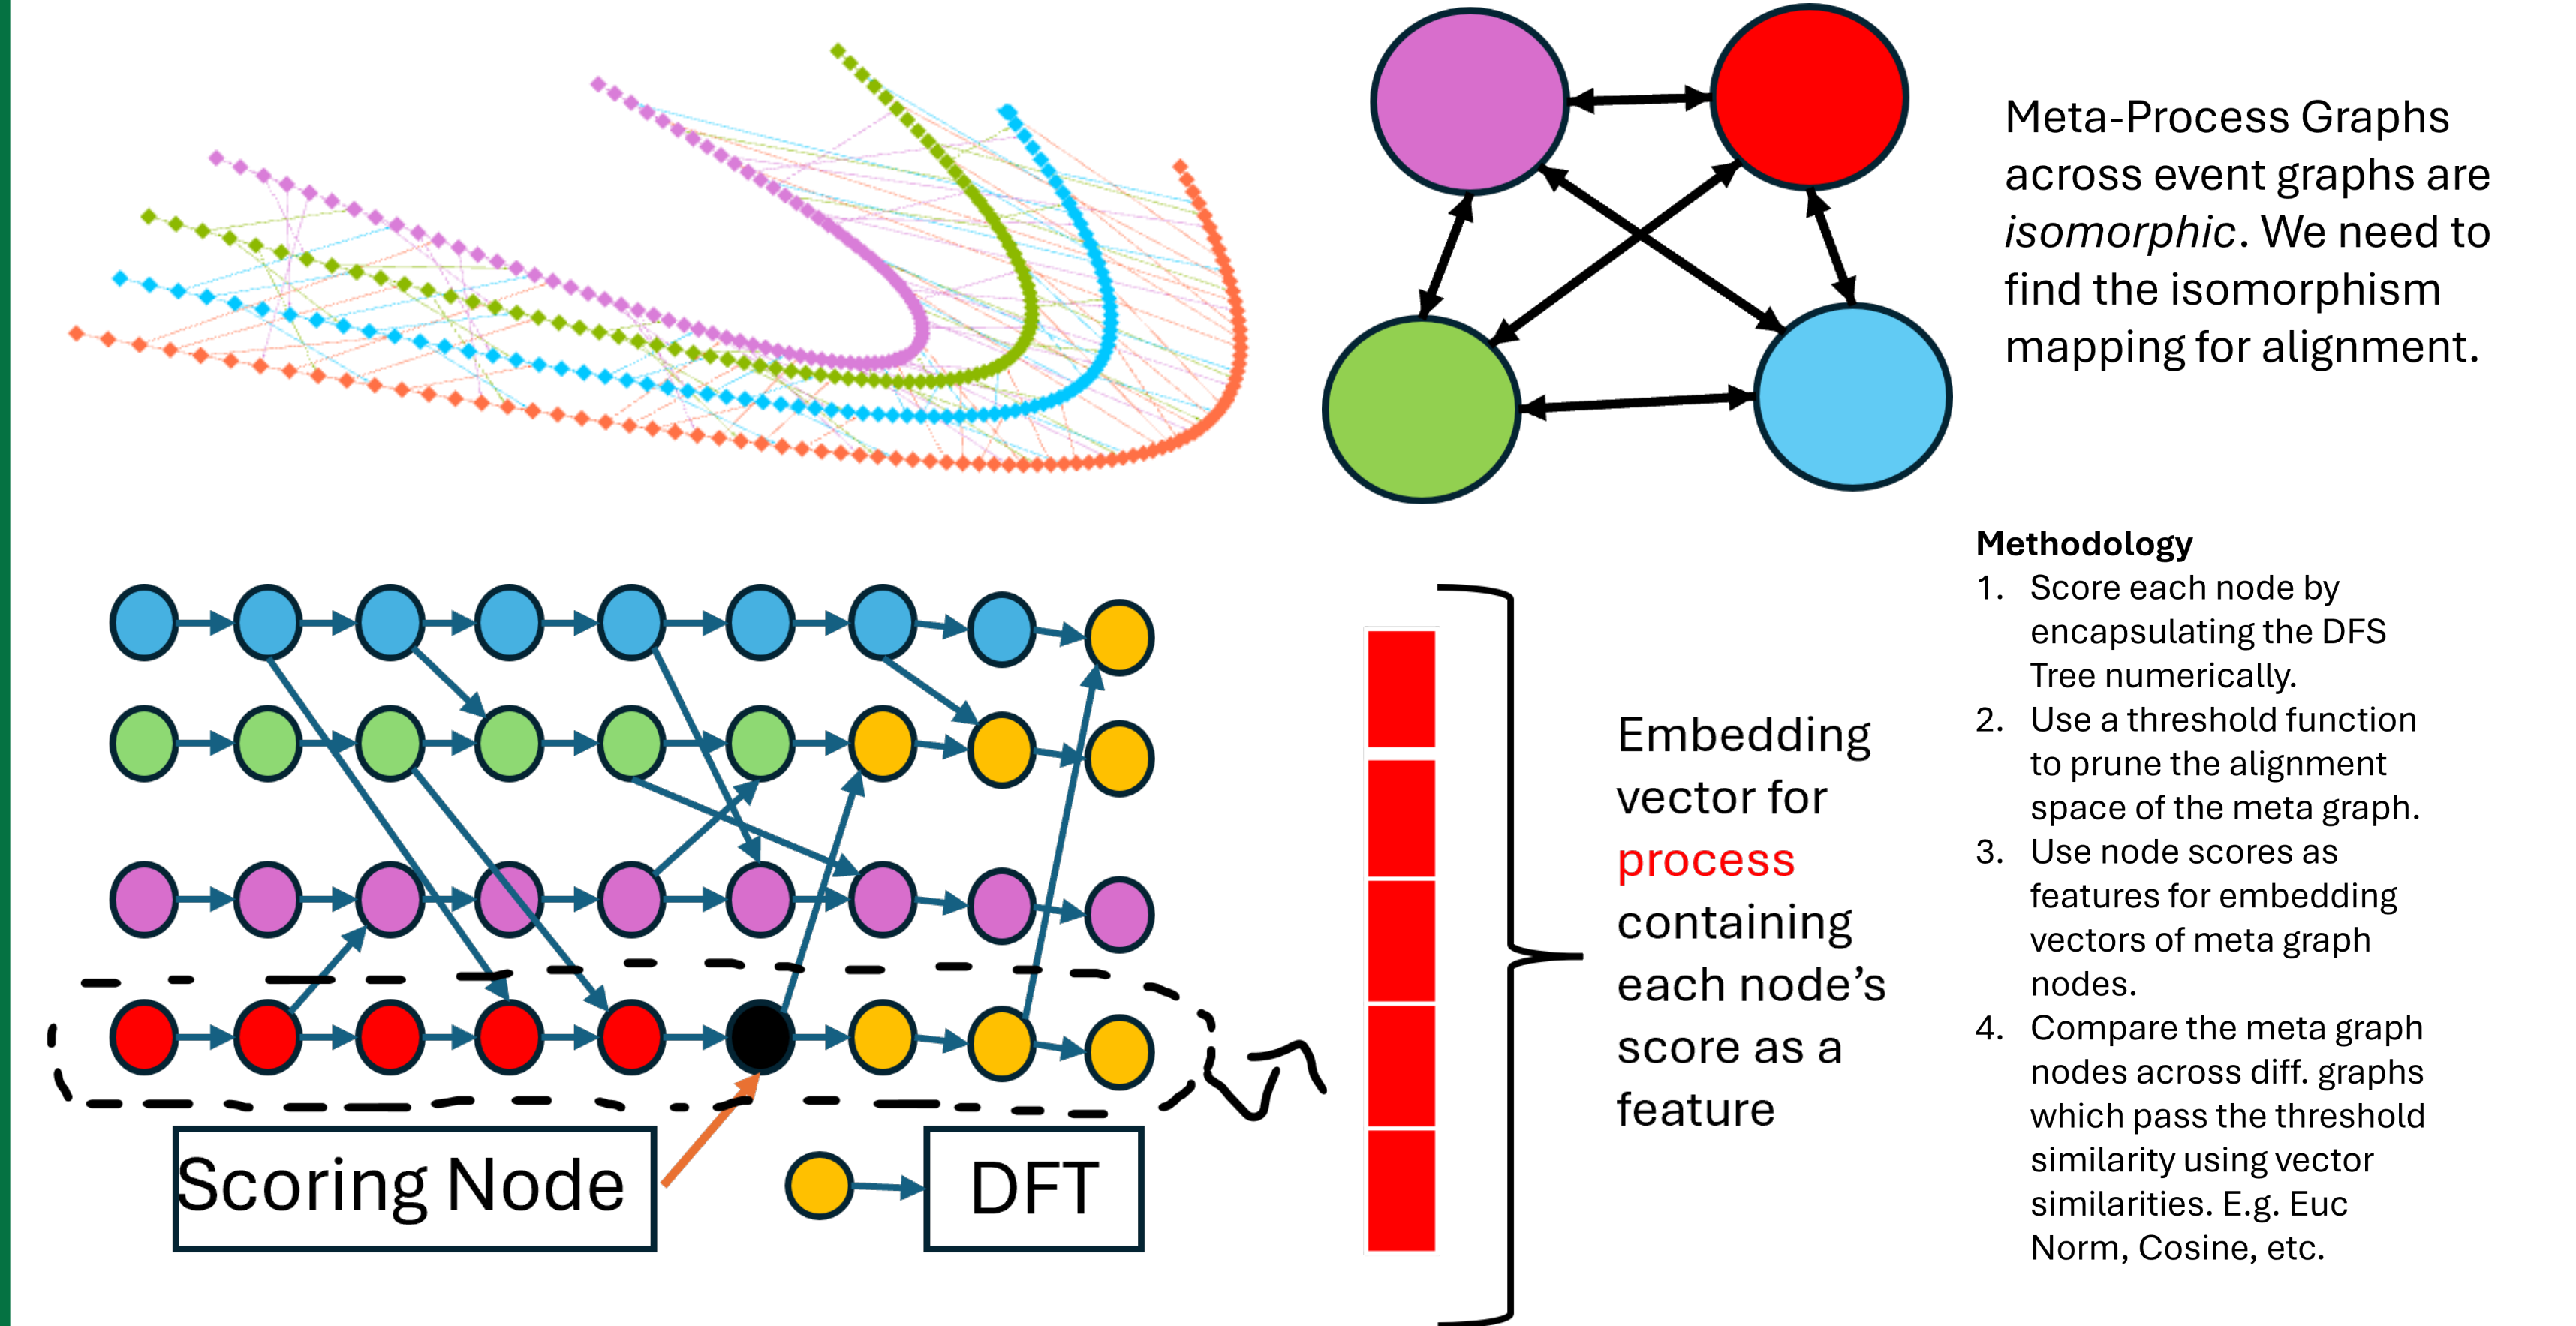 Meta-Process Graphs
across event graphs are
isomorphic. We need to
find the isomorphism
mapping for alignment.
Methodology
1. Score each node by
encapsulating the DFS
Tree numerically.
2. Use a threshold function
to prune the alignment
space of the meta graph.
3. Use node scores as
features for embedding
vectors of meta graph
nodes.
4. Compare the meta graph
nodes across diff. graphs
which pass the threshold
similarity using vector
similarities. E.g. Euc
Norm, Cosine, etc.
Embedding
vector for
process
containing
each node’s
score as a
feature
Scoring Node
DFT